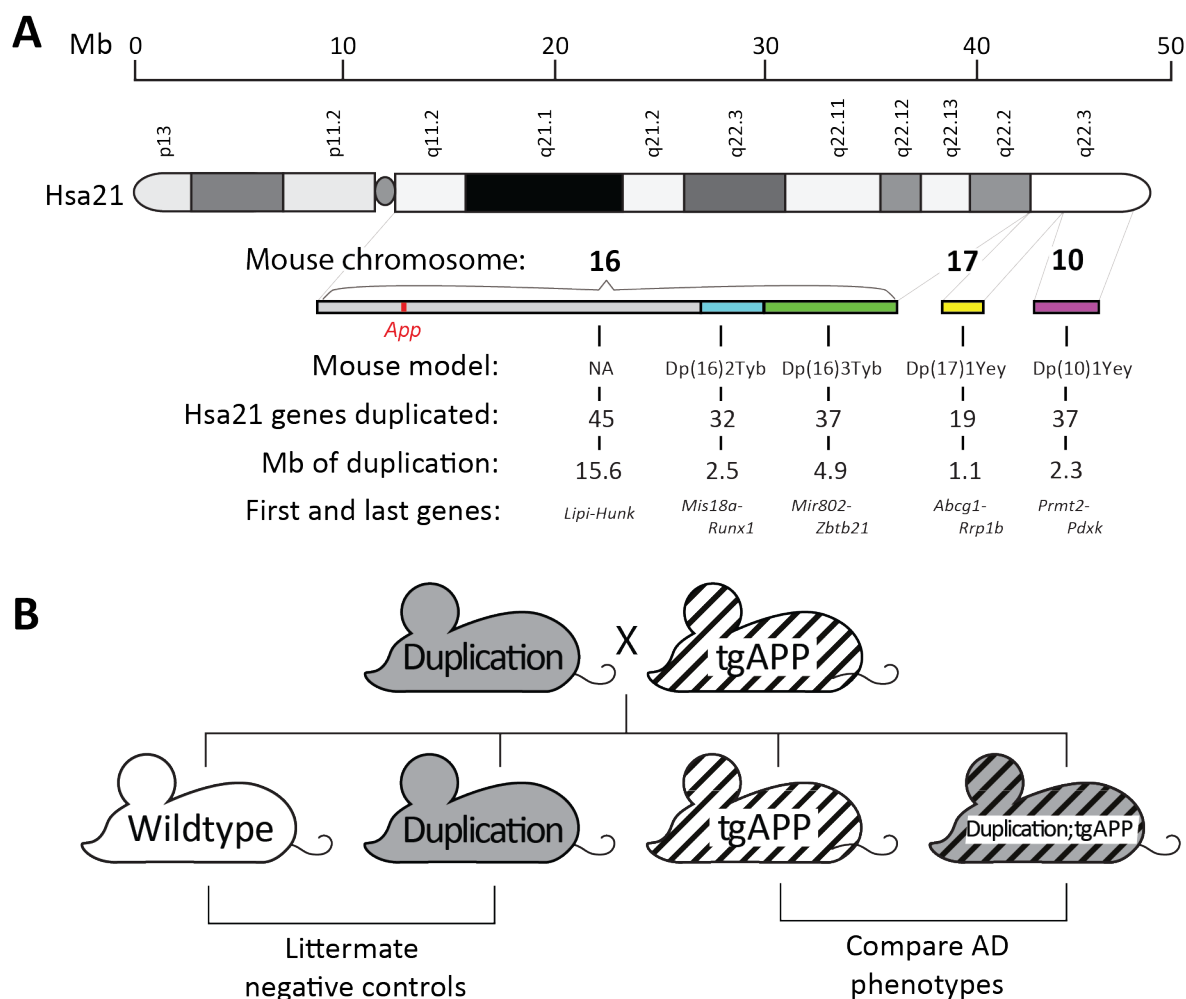 A
Mb 0 10 20 30 40 50
p13 p11.2 q11.2 q21.1 q21.2 q22.3 q22.11 q22.12 q22.13 q22.2 q22.3
Hsa21
Mouse chromosome: 16 17 10
App
Mouse model: NA Dp(16)2Tyb Dp(16)3Tyb Dp(17)1Yey Dp(10)1Yey
Hsa21 genes duplicated: 45 32 37 19 37
Mb of duplication: 15.6 2.5 4.9 1.1 2.3
First and last genes: Lipi-Hunk Mis18a- Mir802- Abcg1- Prmt2-
Runx1 Zbtb21 Rrp1b Pdxk
B
Duplication X tgAPP
Wildtype Duplication tgAPP Duplication;tgAPP
Littermate
negative controls
Compare AD
phenotypes